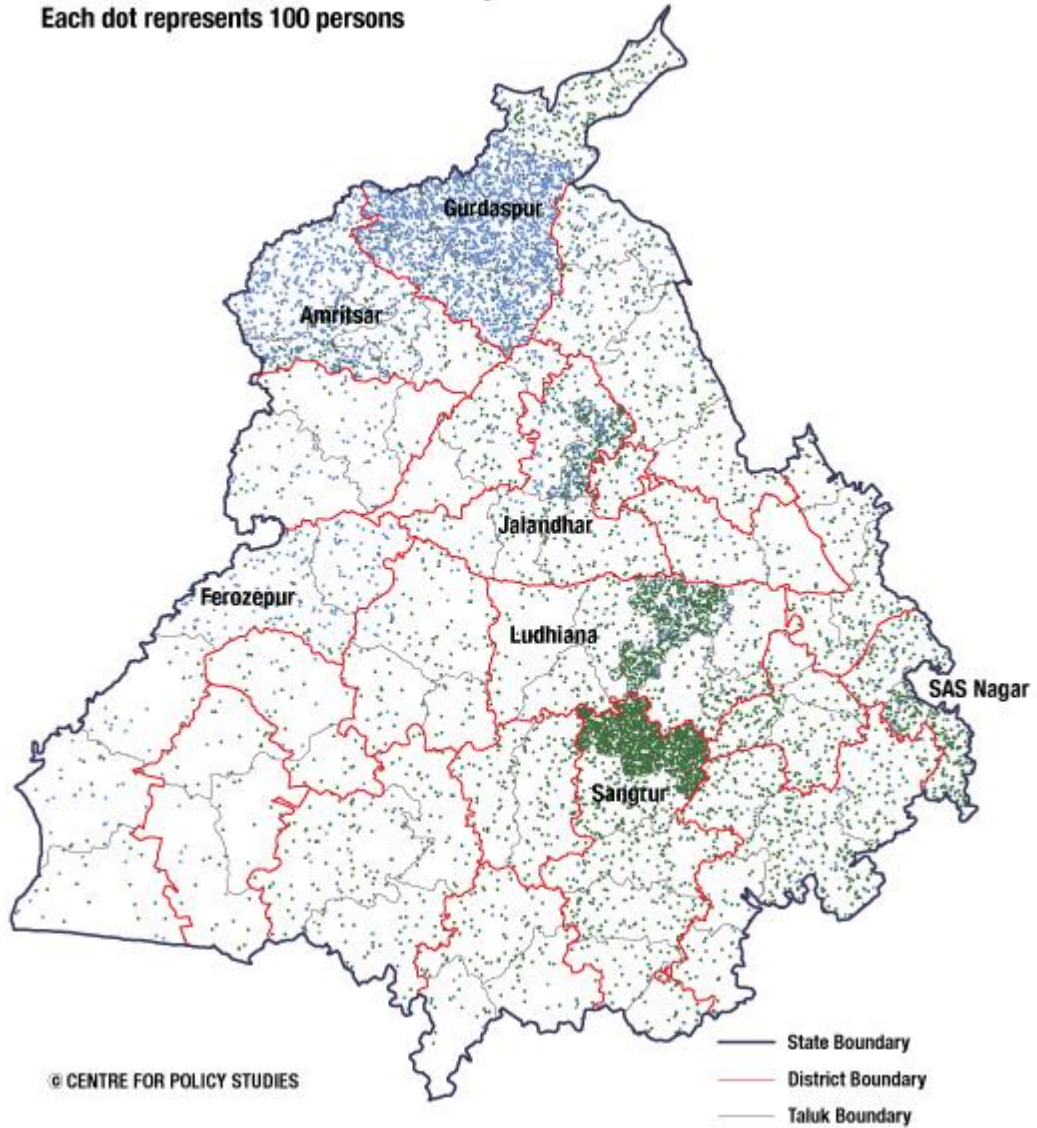 Each dot represents 100 persons
Gurdaspur
Amritsar
Jalandhar
Ferozepur
Ludhiana
SAS Nagar
Sangrur
State Boundary
© CENTRE FOR POLICY STUDIES
District Boundary
Taluk Boundary